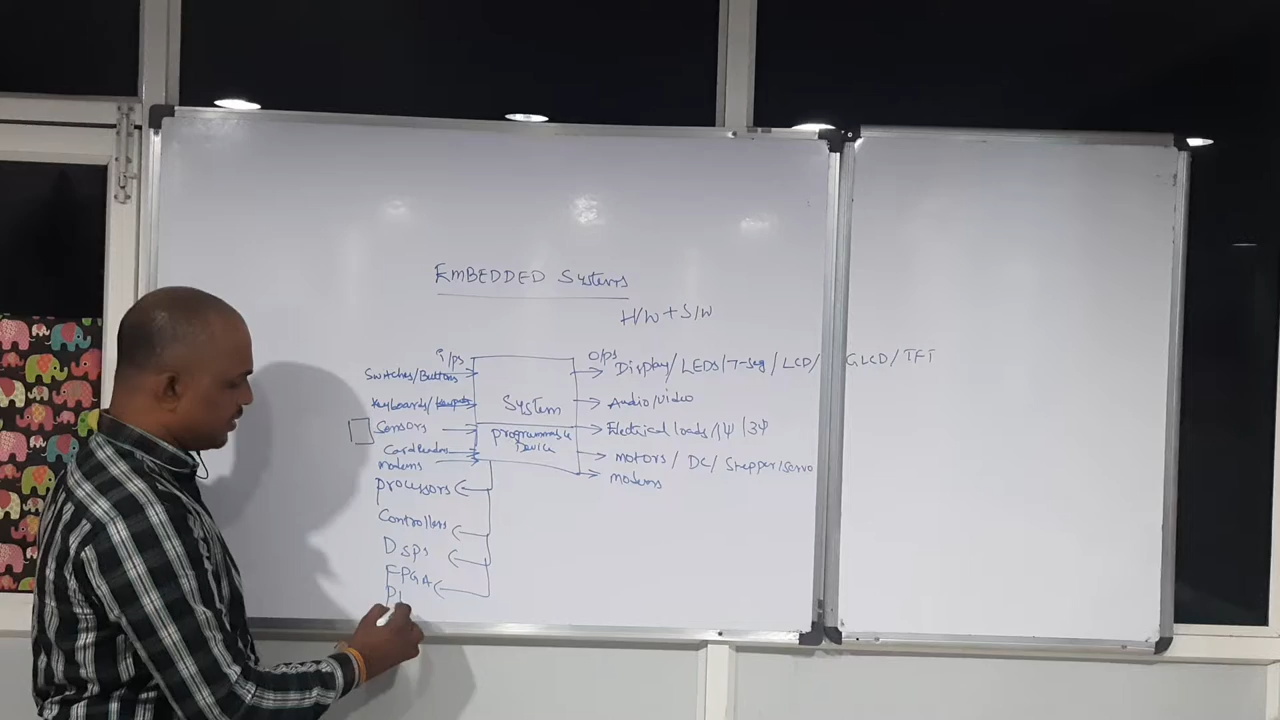 EMBEDDED Systems
H/W + S/W
i/ps
o/ps
Switches/Buttons
Display/ LEDs/7-seg/LCD/ GLCD/TFT
Keyboards/
System
Audio/video
Sensors
Electrical loads/1φ/3φ
programmable
Device
Card Readers
motors/ DC/ Stepper/servo
modems
modems
processors
Controllers
DSPs
FPGA
PL